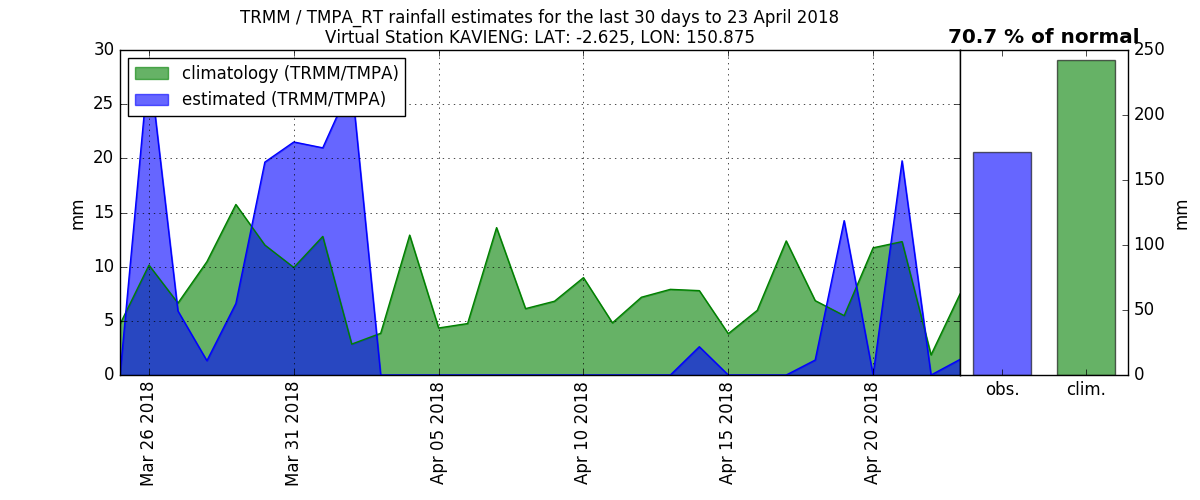 TRMM / TMPA_RT rainfall estimates for the last 30 days to 23 April 2018
Virtual Station KAVIENG: LAT: -2.625, LON: 150.875
70.7 % of normal
climatology (TRMM/TMPA)
estimated (TRMM/TMPA)
30
25
20
15
10
5
0
mm
Mar 26 2018
Mar 31 2018
Apr 05 2018
Apr 10 2018
Apr 15 2018
Apr 20 2018
obs.
clim.
250
200
150
100
50
0
mm